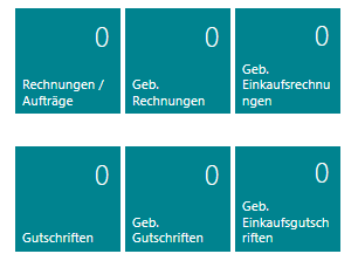 0
Rechnungen /
Aufträge
0
Geb.
Rechnungen
0
Geb.
Einkaufsrechnu
ngen
0
Gutschriften
0
Geb.
Gutschriften
0
Geb.
Einkaufsgutsch
riften